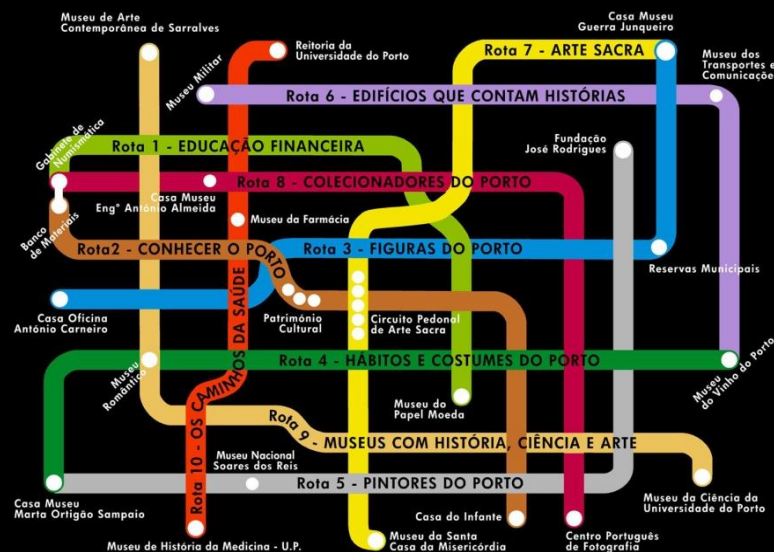 Museu de Arte
Contemporânea de Sarralves
Reitoria da
Universidade do Porto
Rota 7 - ARTE SACRA
Casa Museu
Guerra Junqueiro
Museu dos
Transportes e
Comunicaçõe
Museu Militar
Rota 6 - EDIFÍCIOS QUE CONTAM HISTÓRIAS
Gabinete de
Numismática
Rota 1 - EDUCAÇÃO FINANCEIRA
Fundação
José Rodrigues
Rota 8 - COLECIONADORES DO PORTO
Casa Museu
Engº António Almeida
Museu da Farmácia
Banco
de Materiais
Rota2 - CONHECER O PORTO
Rota 3 - FIGURAS DO PORTO
Reservas Municipais
Casa Oficina
António Carneiro
Património
Cultural
Circuito Pedonal
de Arte Sacra
Rota 4 - HÁBITOS E COSTUMES DO PORTO
Museu
Romântico
Museu
do Vinho do Porto
Museu do
Papel Moeda
Rota 10 - OS CAMINHOS DA SAÚDE
Rota 9 - MUSEUS COM HISTÓRIA, CIÊNCIA E ARTE
Museu Nacional
Soares dos Reis
Rota 5 - PINTORES DO PORTO
Casa Museu
Marta Ortigão Sampaio
Museu da Ciência da
Universidade do Porto
Museu de História da Medicina - U.P.
Museu da Santa
Casa da Misericórdia
Casa do Infante
Centro Português
de Fotografia